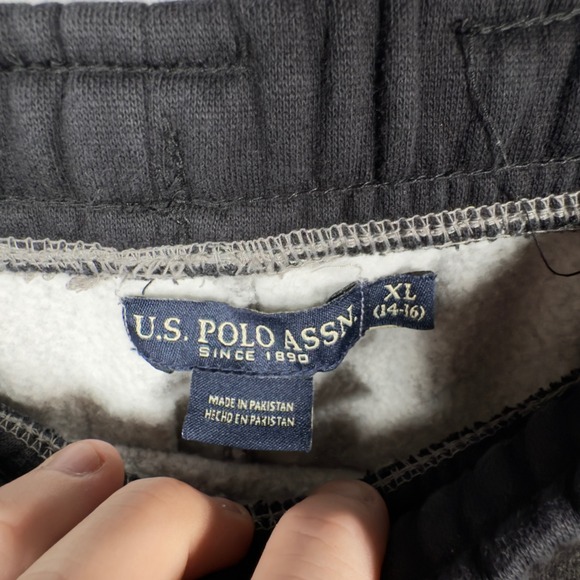 U.S. POLO ASSN.
SINCE 1890
XL
(14-16)
MADE IN PAKISTAN
HECHO EN PAKISTAN